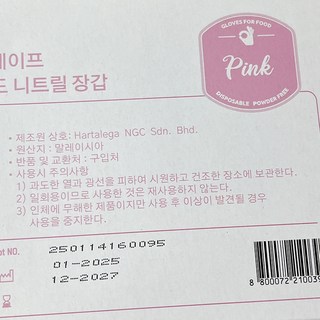 GLOVES FOR FOOD
Pink
DISPOSABLE POWDER FREE
세이프
드 니트릴 장갑
• 제조원 상호: Hartalega NGC Sdn. Bhd.
• 원산지 : 말레이시아
• 반품 및 교환처 : 구입처
• 사용시 주의사항
1) 과도한 열과 광선을 피하여 시원하고 건조한 장소에 보관한다.
2) 일회용이므로 사용한 것은 재사용하지 않는다.
3) 인체에 무해한 제품이지만 사용 후 이상이 발견될 경우
사용을 중지한다.
ot NO.
250114160095
01-2025
12-2027
8 800072 210039